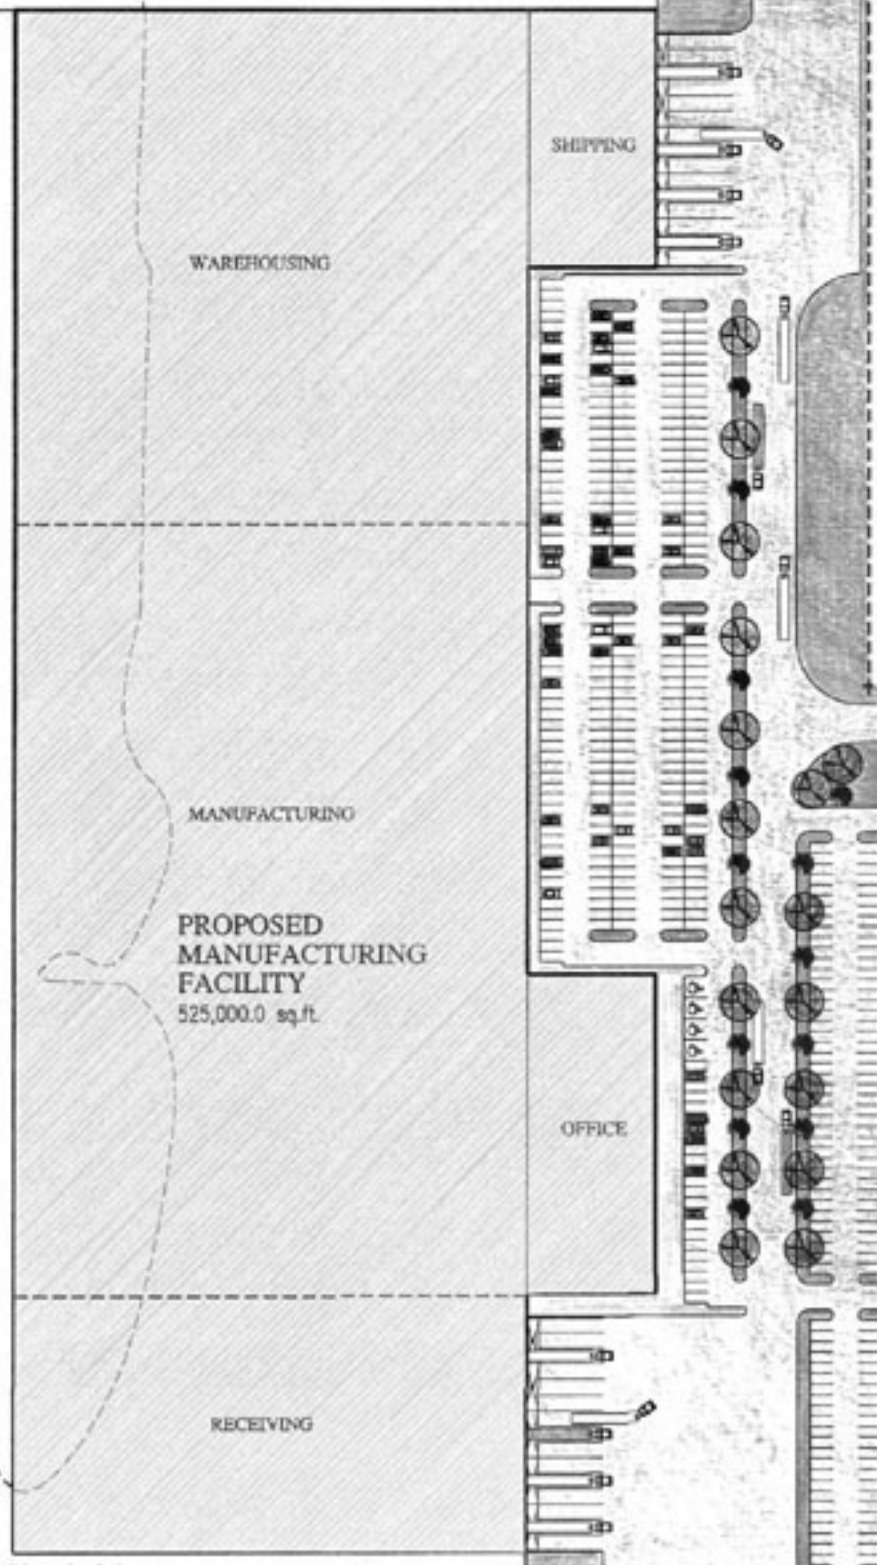 SHIPPING
WAREHOUSING
MANUFACTURING
PROPOSED
MANUFACTURING
FACILITY
525,000.0 sq.ft.
OFFICE
RECEIVING